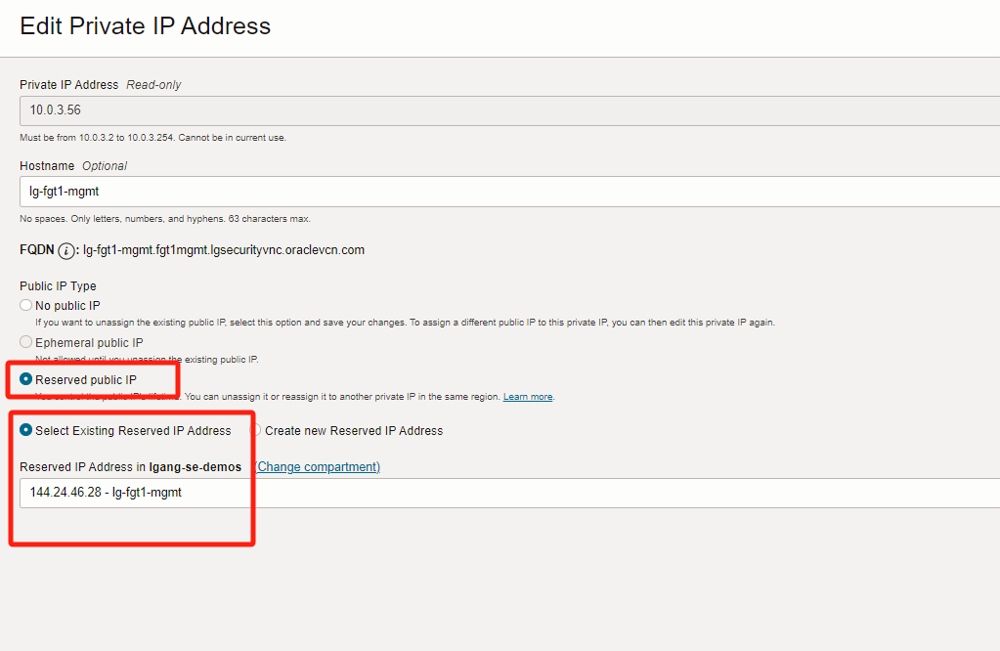 Edit Private IP Address
Private IP Address Read-only
10.0.3.56
Must be from 10.0.3.2 to 10.0.3.254. Cannot be in current use.
Hostname Optional
lg-fgt1-mgmt
No spaces. Only letters, numbers, and hyphens. 63 characters max.
FQDN i: lg-fgt1-mgmt.fgt1mgmt.lgsecurityvnc.oraclevcn.com
Public IP Type
No public IP
If you want to unassign the existing public IP, select this option and save your changes. To assign a different public IP to this private IP, you can then edit this private IP again.
Ephemeral public IP
Not allowed until you unassign the existing public IP.
Reserved public IP
You control the public IP's lifetime. You can unassign it or reassign it to another private IP in the same region. Learn more.
Select Existing Reserved IP Address Create new Reserved IP Address
Reserved IP Address in lgang-se-demos (Change compartment)
144.24.46.28 - lg-fgt1-mgmt